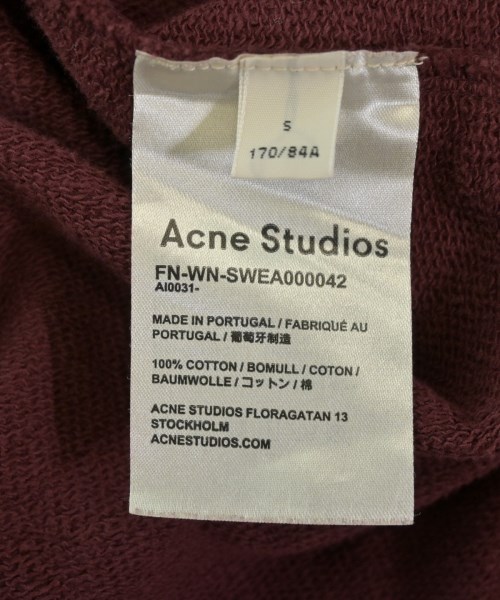 S
170/84A
Acne Studios
FN-WN-SWEA000042
AI0031-
MADE IN PORTUGAL / FABRIQUÉ AU
PORTUGAL / 葡萄牙制造
100% COTTON / BOMULL / COTON /
BAUMWOLLE / コットン / 棉
ACNE STUDIOS FLORAGATAN 13
STOCKHOLM
ACNESTUDIOS.COM